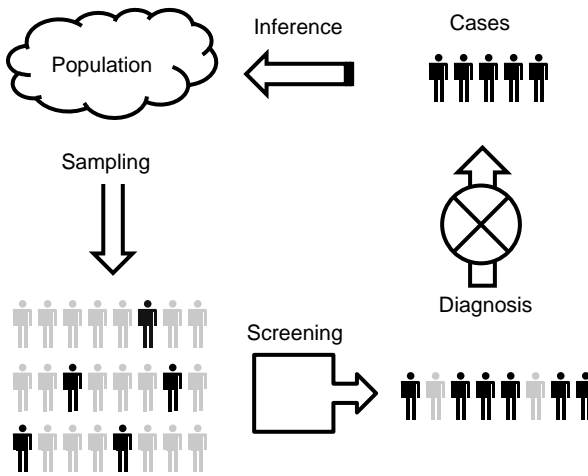 Inference
Cases
Population
Sampling
Diagnosis
Screening